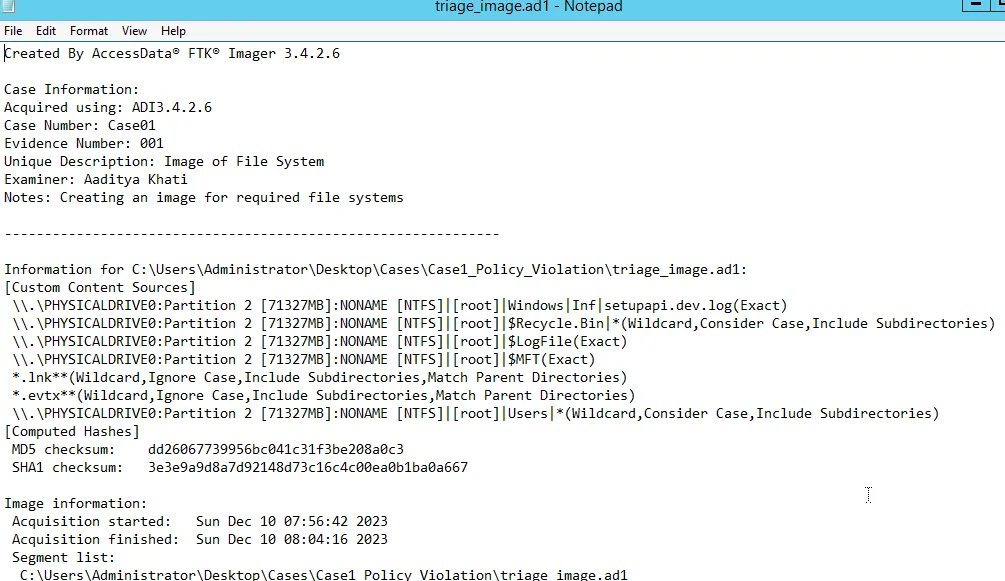 triage_image.ad1 - Notepad
File Edit Format View Help
Created By AccessData® FTK® Imager 3.4.2.6
Case Information:
Acquired using: ADI3.4.2.6
Case Number: Case01
Evidence Number: 001
Unique Description: Image of File System
Examiner: Aaditya Khati
Notes: Creating an image for required file systems
--------------------------------------------------------------
Information for C:\Users\Administrator\Desktop\Cases\Case1_Policy_Violation\triage_image.ad1:
[Custom Content Sources]
\\.\PHYSICALDRIVE0:Partition 2 [71327MB]:NONAME [NTFS]|[root]|Windows|Inf|setupapi.dev.log(Exact)
\\.\PHYSICALDRIVE0:Partition 2 [71327MB]:NONAME [NTFS]|[root]|$Recycle.Bin|*(Wildcard,Consider Case,Include Subdirectories)
\\.\PHYSICALDRIVE0:Partition 2 [71327MB]:NONAME [NTFS]|[root]|$LogFile(Exact)
\\.\PHYSICALDRIVE0:Partition 2 [71327MB]:NONAME [NTFS]|[root]|$MFT(Exact)
*.lnk**(Wildcard,Ignore Case,Include Subdirectories,Match Parent Directories)
*.evtx**(Wildcard,Ignore Case,Include Subdirectories,Match Parent Directories)
\\.\PHYSICALDRIVE0:Partition 2 [71327MB]:NONAME [NTFS]|[root]|Users|*(Wildcard,Consider Case,Include Subdirectories)
[Computed Hashes]
MD5 checksum: dd26067739956bc041c31f3be208a0c3
SHA1 checksum: 3e3e9a9d8a7d92148d73c16c4c00ea0b1ba0a667
Image information:
Acquisition started: Sun Dec 10 07:56:42 2023
Acquisition finished: Sun Dec 10 08:04:16 2023
Segment list:
C:\Users\Administrator\Desktop\Cases\Case1_Policy_Violation\triage_image.ad1